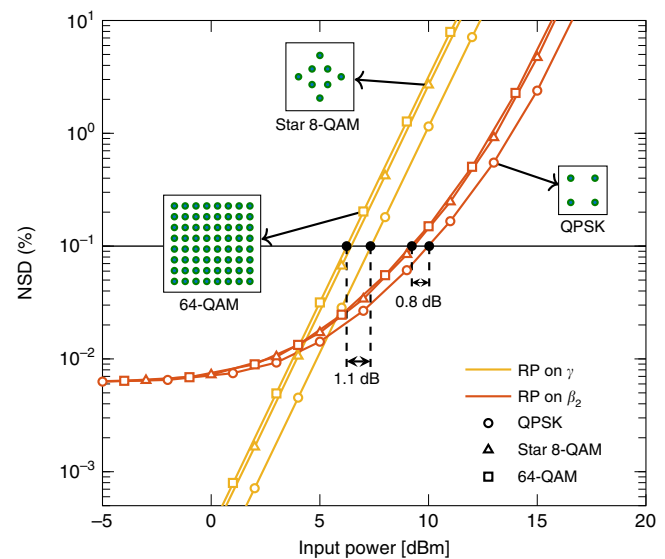 10¹
Star 8-QAM
10⁰
QPSK
64-QAM
NSD (%)
10⁻¹
0.8 dB
10⁻²
1.1 dB
RP on γ
RP on β₂
QPSK
Star 8-QAM
64-QAM
10⁻³
−5 0 5 10 15 20
Input power [dBm]